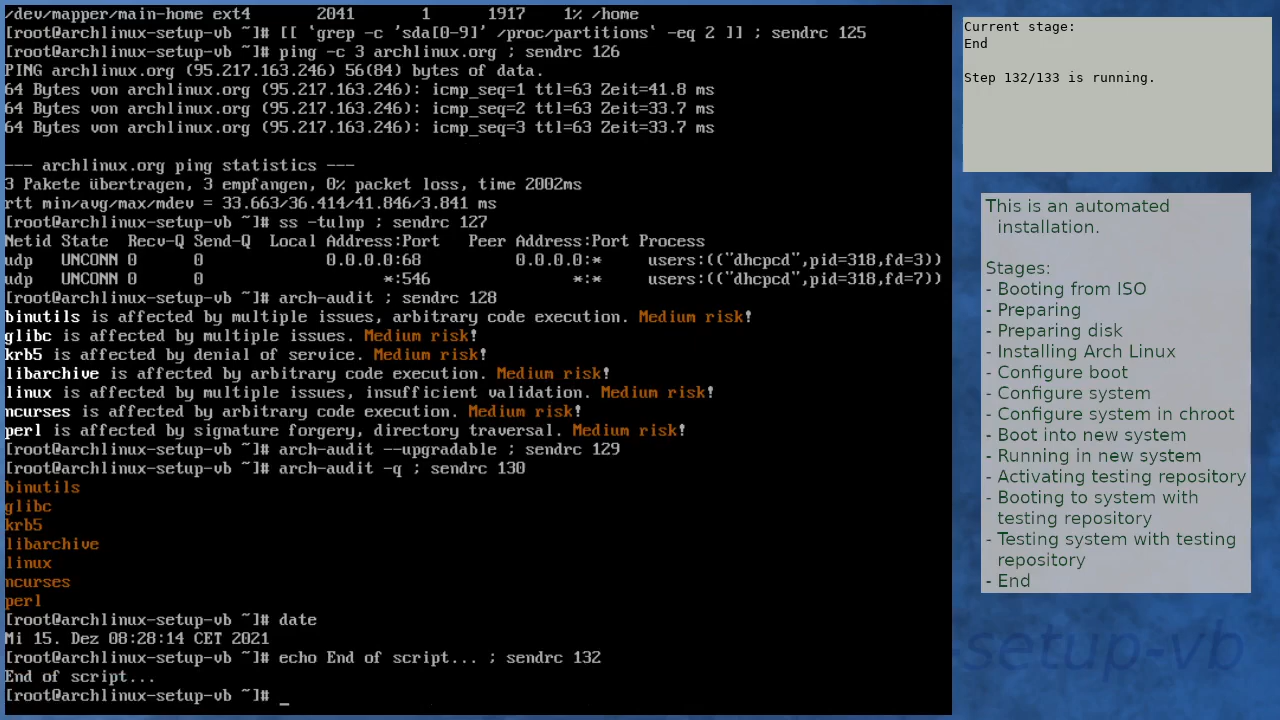 /dev/mapper/main-home ext4       2041       1      1917   1% /home
[root@archlinux-setup-vb ~]# [[ `grep -c 'sda[0-9]' /proc/partitions` -eq 2 ]] ; sendrc 125
[root@archlinux-setup-vb ~]# ping -c 3 archlinux.org ; sendrc 126
PING archlinux.org (95.217.163.246) 56(84) bytes of data.
64 Bytes von archlinux.org (95.217.163.246): icmp_seq=1 ttl=63 Zeit=41.8 ms
64 Bytes von archlinux.org (95.217.163.246): icmp_seq=2 ttl=63 Zeit=33.7 ms
64 Bytes von archlinux.org (95.217.163.246): icmp_seq=3 ttl=63 Zeit=33.7 ms
--- archlinux.org ping statistics ---
3 Pakete übertragen, 3 empfangen, 0% packet loss, time 2002ms
rtt min/avg/max/mdev = 33.663/36.414/41.846/3.841 ms
[root@archlinux-setup-vb ~]# ss -tulnp ; sendrc 127
Netid State  Recv-Q Send-Q  Local Address:Port   Peer Address:Port Process
udp   UNCONN 0      0             0.0.0.0:68          0.0.0.0:*     users:(("dhcpcd",pid=318,fd=3))
udp   UNCONN 0      0                   *:546               *:*     users:(("dhcpcd",pid=318,fd=7))
[root@archlinux-setup-vb ~]# arch-audit ; sendrc 128
binutils is affected by multiple issues, arbitrary code execution. Medium risk!
glibc is affected by multiple issues. Medium risk!
krb5 is affected by denial of service. Medium risk!
libarchive is affected by arbitrary code execution. Medium risk!
linux is affected by multiple issues, insufficient validation. Medium risk!
ncurses is affected by arbitrary code execution. Medium risk!
perl is affected by signature forgery, directory traversal. Medium risk!
[root@archlinux-setup-vb ~]# arch-audit --upgradable ; sendrc 129
[root@archlinux-setup-vb ~]# arch-audit -q ; sendrc 130
binutils
glibc
krb5
libarchive
linux
ncurses
perl
[root@archlinux-setup-vb ~]# date
Mi 15. Dez 08:28:14 CET 2021
[root@archlinux-setup-vb ~]# echo End of script... ; sendrc 132
End of script...
[root@archlinux-setup-vb ~]# _
Current stage:
End
Step 132/133 is running.
This is an automated
installation.
Stages:
- Booting from ISO
- Preparing
- Preparing disk
- Installing Arch Linux
- Configure boot
- Configure system
- Configure system in chroot
- Boot into new system
- Running in new system
- Activating testing repository
- Booting to system with
testing repository
- Testing system with testing
repository
- End
-setup-vb